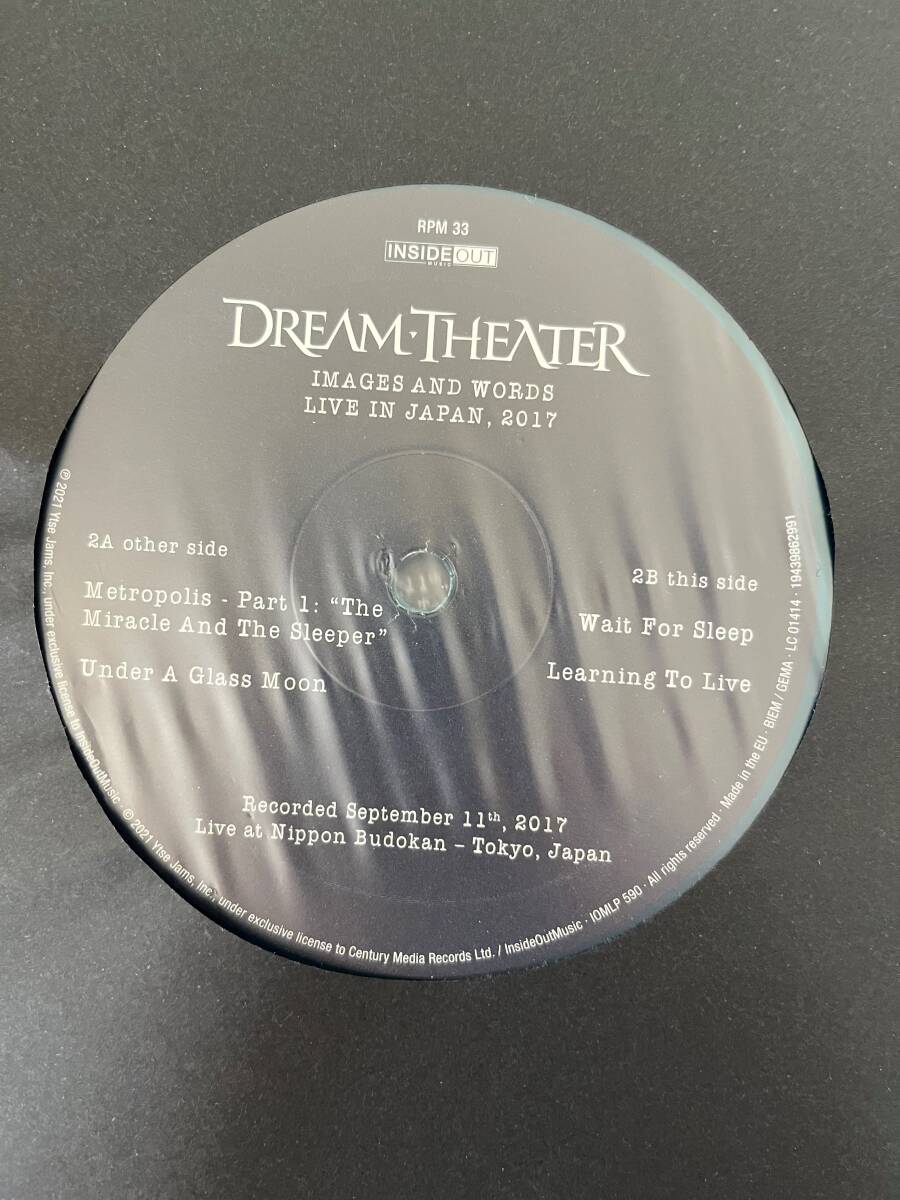 RPM 33
INSIDEOUT
MUSIC
DREAM THEATER
IMAGES AND WORDS
LIVE IN JAPAN, 2017
2A other side
Metropolis - Part 1: “The
Miracle And The Sleeper”
Under A Glass Moon
2B this side
Wait For Sleep
Learning To Live
Recorded September 11th, 2017
Live at Nippon Budokan – Tokyo, Japan
℗ 2021 Ytse Jams, Inc., under exclusive license to InsideOutMusic · © 2021 Ytse Jams, Inc., under exclusive license to Century Media Records Ltd. / InsideOutMusic · IOMLP 590 · All rights reserved · Made in the EU · BIEM / GEMA · LC 01414 · 19439862991